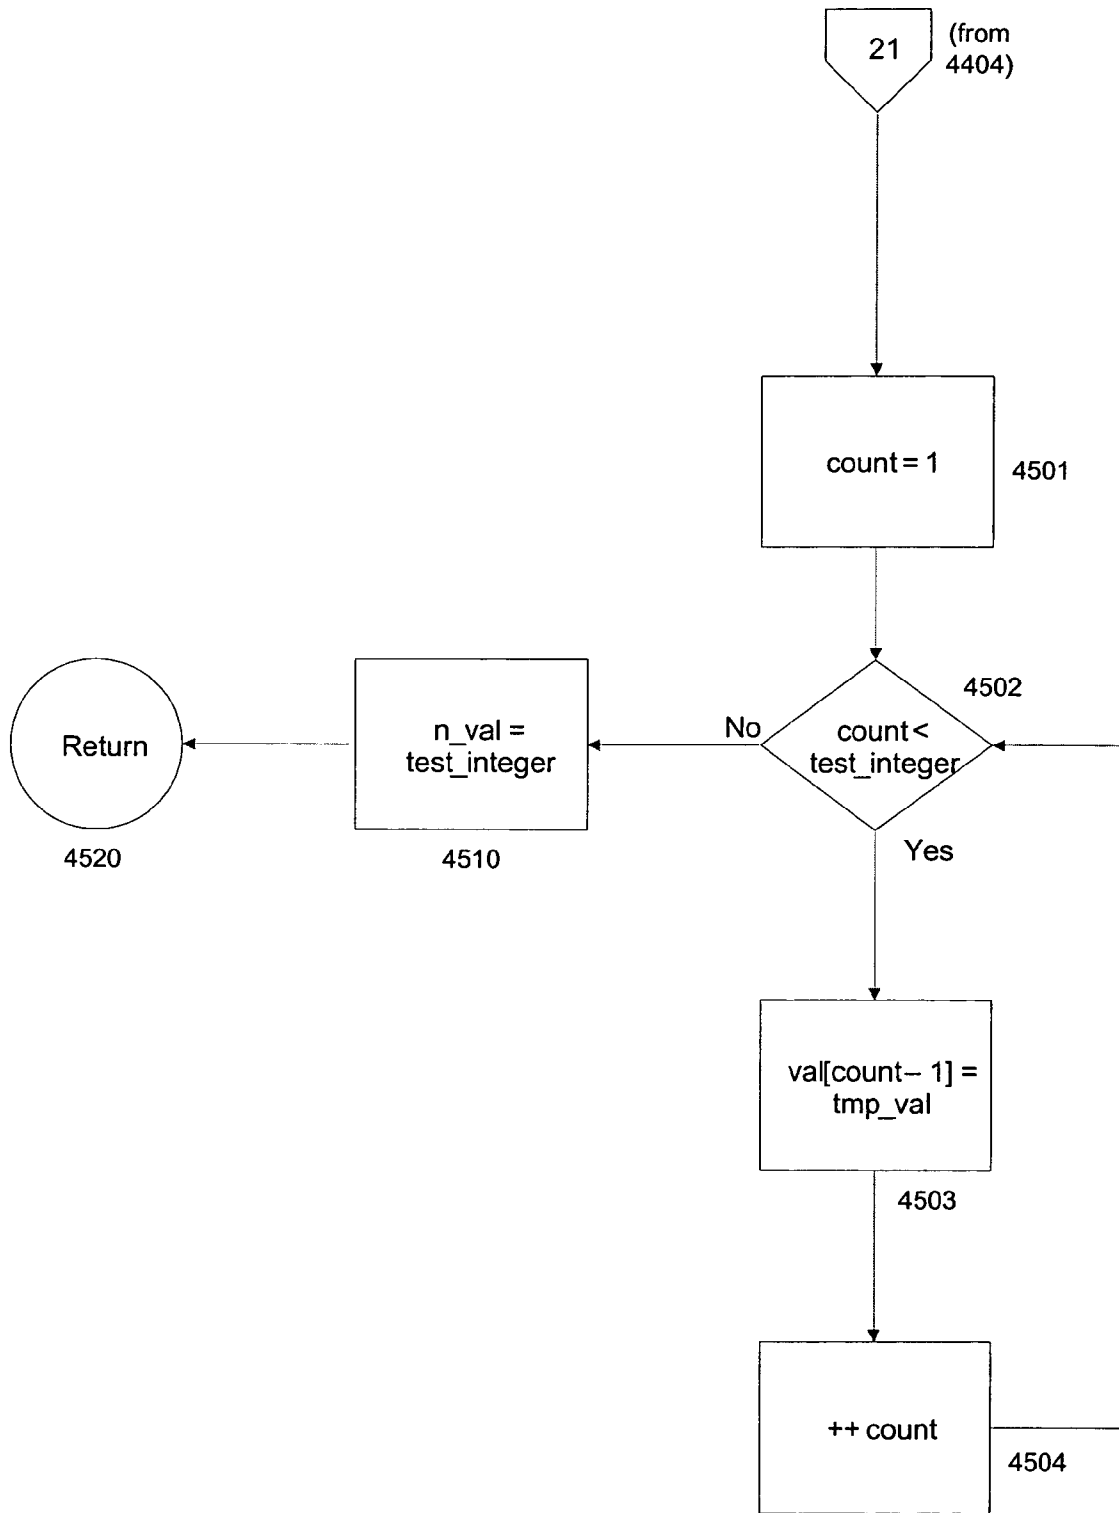 21
(from
4404)
count = 1
4501
4502
count <
test_integer
No
Yes
n_val =
test_integer
4510
Return
4520
val[count– 1] =
tmp_val
4503
++ count
4504